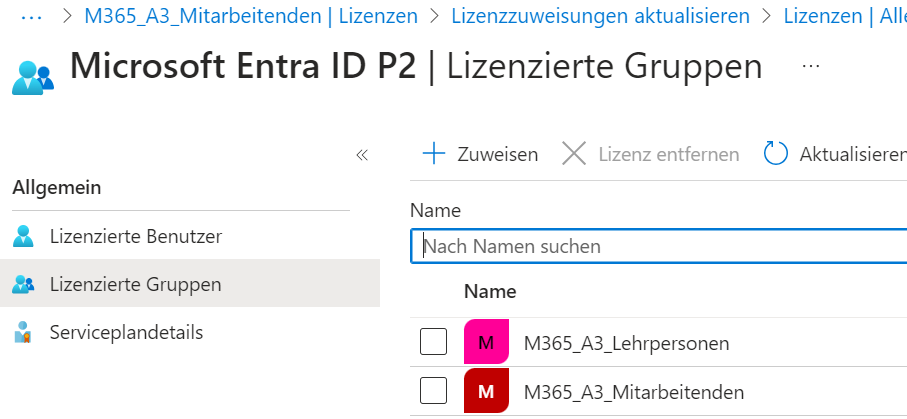 ··· > M365_A3_Mitarbeitenden | Lizenzen > Lizenzzuweisungen aktualisieren > Lizenzen | Alle
Microsoft Entra ID P2 | Lizenzierte Gruppen ···
« + Zuweisen Lizenz entfernen Aktualisieren
Allgemein
Name
Lizenzierte Benutzer
Nach Namen suchen
Lizenzierte Gruppen
Name
Serviceplandetails
M M365_A3_Lehrpersonen
M M365_A3_Mitarbeitenden